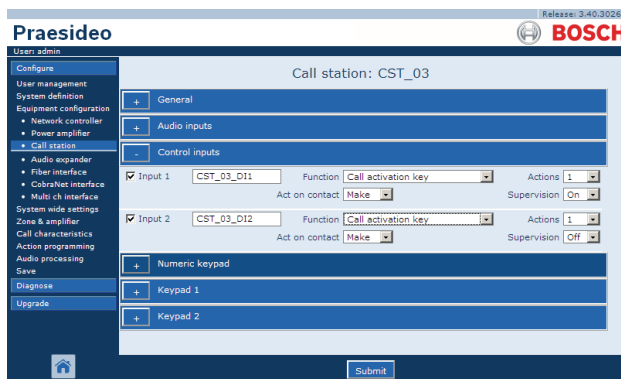 Release: 3.40.3026
Praesideo
BOSCH
User: admin
Configure
User management
System definition
Equipment configuration
• Network controller
• Power amplifier
• Call station
• Audio expander
• Fiber interface
• CobraNet interface
• Multi ch interface
System wide settings
Zone & amplifier
Call characteristics
Action programming
Audio processing
Save
Diagnose
Upgrade
Call station: CST_03
+ General
+ Audio inputs
- Control inputs
Input 1 CST_03_DI1 Function Call activation key Actions 1
Act on contact Make Supervision On
Input 2 CST_03_DI2 Function Call activation key Actions 1
Act on contact Make Supervision Off
+ Numeric keypad
+ Keypad 1
+ Keypad 2
Submit